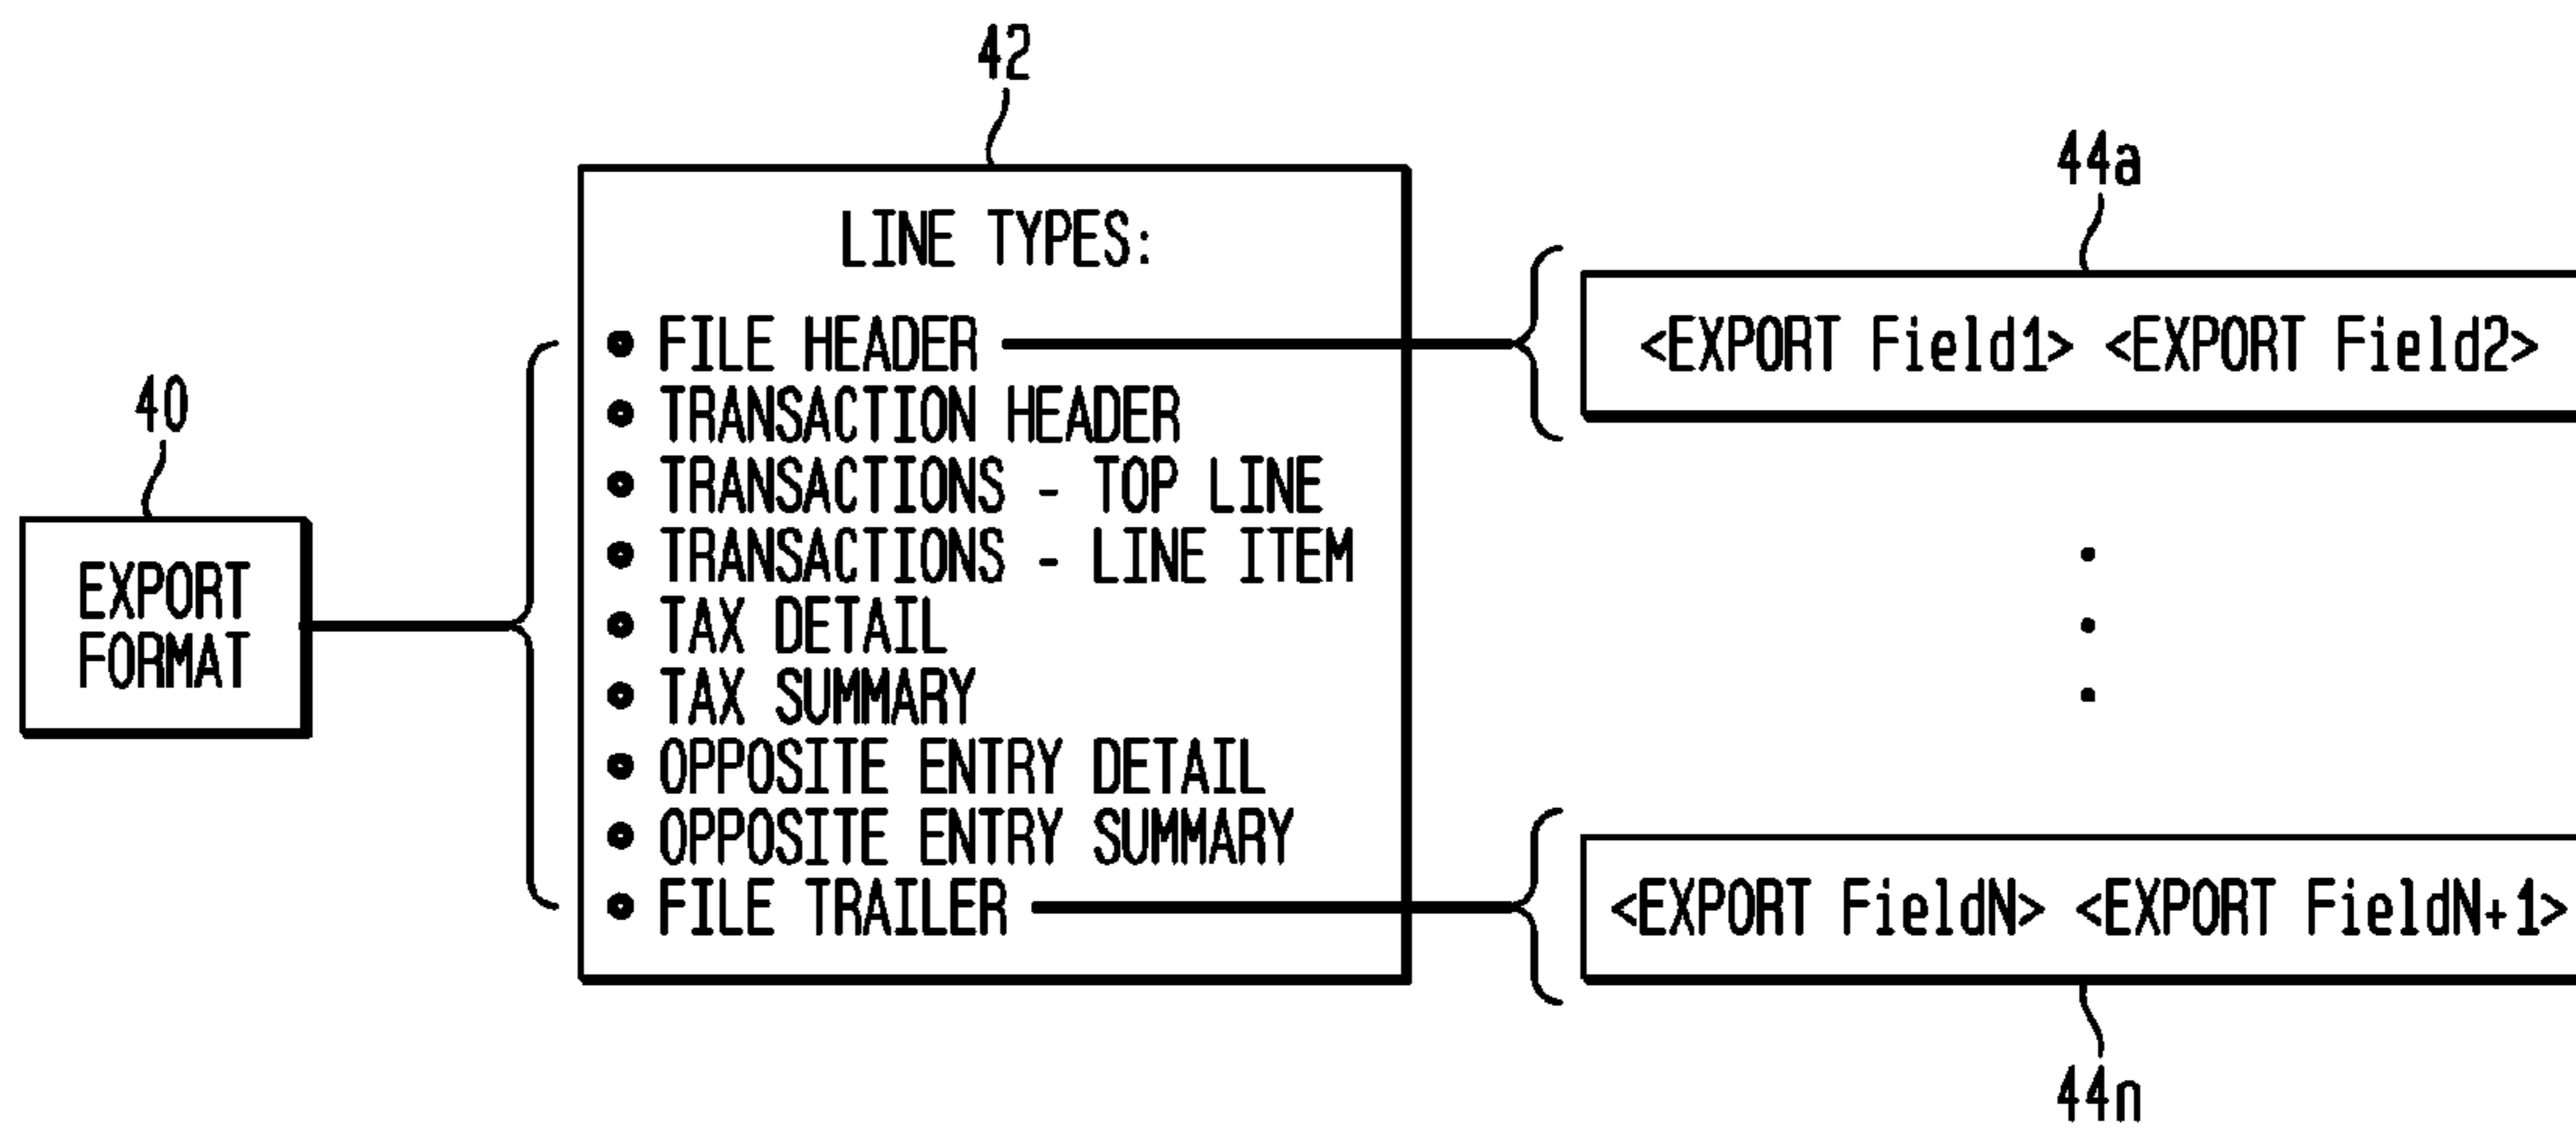 42
LINE TYPES:
• FILE HEADER
• TRANSACTION HEADER
• TRANSACTIONS - TOP LINE
• TRANSACTIONS - LINE ITEM
• TAX DETAIL
• TAX SUMMARY
• OPPOSITE ENTRY DETAIL
• OPPOSITE ENTRY SUMMARY
• FILE TRAILER
40
EXPORT
FORMAT
44a
<EXPORT Field1> <EXPORT Field2>
<EXPORT FieldN> <EXPORT FieldN+1>
44n